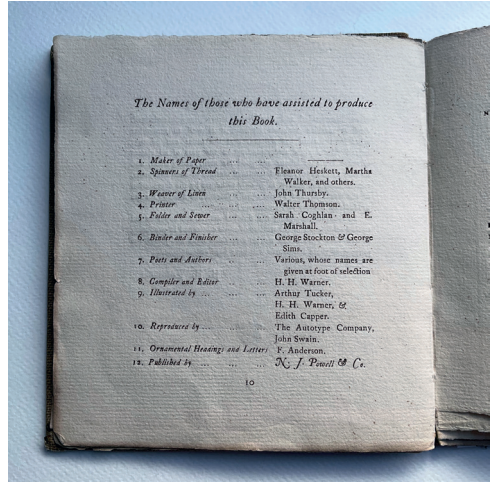 The Names of those who have assisted to produce
this Book.
1. Maker of Paper ... ...
2. Spinners of Thread ... ... Eleanor Heskett, Martha
Walker, and others.
3. Weaver of Linen ... ... John Thursby.
4. Printer ... ... ... Walter Thomson.
5. Folder and Sewer ... ... Sarah Coghlan and E.
Marshall.
6. Binder and Finisher ... ... George Stockton & George
Sims.
7. Poets and Authors ... ... Various, whose names are
given at foot of selection
8. Compiler and Editor ... ... H. H. Warner.
9. Illustrated by ... ... ... Arthur Tucker,
H. H. Warner, &
Edith Capper.
10. Reproduced by ... ... ... The Autotype Company,
John Swain.
11. Ornamental Headings and Letters F. Anderson.
12. Published by ... ... ... N. J. Powell & Co.
10